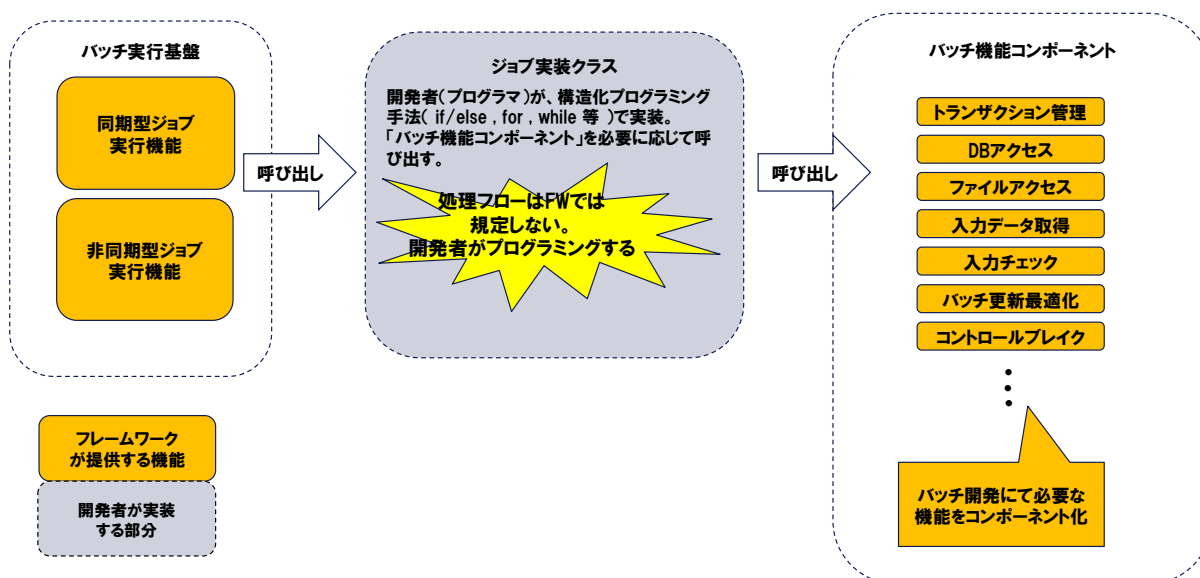 バッチ実行基盤
同期型ジョブ
実行機能
非同期型ジョブ
実行機能
呼び出し
ジョブ実装クラス
開発者(プログラマ)が、構造化プログラミング
手法( if/else , for , while 等 )で実装。
「バッチ機能コンポーネント」を必要に応じて呼
び出す。
処理フローはFWでは
規定しない。
開発者がプログラミングする
呼び出し
バッチ機能コンポーネント
トランザクション管理
DBアクセス
ファイルアクセス
入力データ取得
入力チェック
バッチ更新最適化
コントロールブレイク
バッチ開発にて必要な
機能をコンポーネント化
フレームワーク
が提供する機能
開発者が実装
する部分